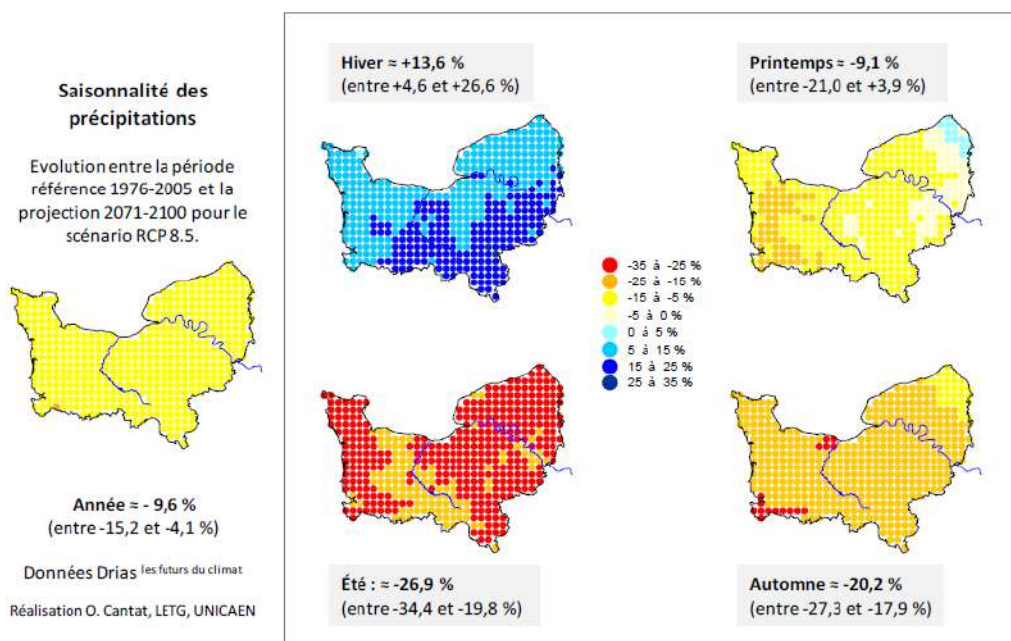 Saisonnalité des
précipitations
Evolution entre la période
référence 1976-2005 et la
projection 2071-2100 pour le
scénario RCP 8.5.
Année ≈ - 9,6 %
(entre -15,2 et -4,1 %)
Données Drias les futurs du climat
Réalisation O. Cantat, LETG, UNICAEN
Hiver ≈ +13,6 %
(entre +4,6 et +26,6 %)
Printemps ≈ -9,1 %
(entre -21,0 et +3,9 %)
-35 à -25 %
-25 à -15 %
-15 à -5 %
-5 à 0 %
0 à 5 %
5 à 15 %
15 à 25 %
25 à 35 %
Été : ≈ -26,9 %
(entre -34,4 et -19,8 %)
Automne ≈ -20,2 %
(entre -27,3 et -17,9 %)